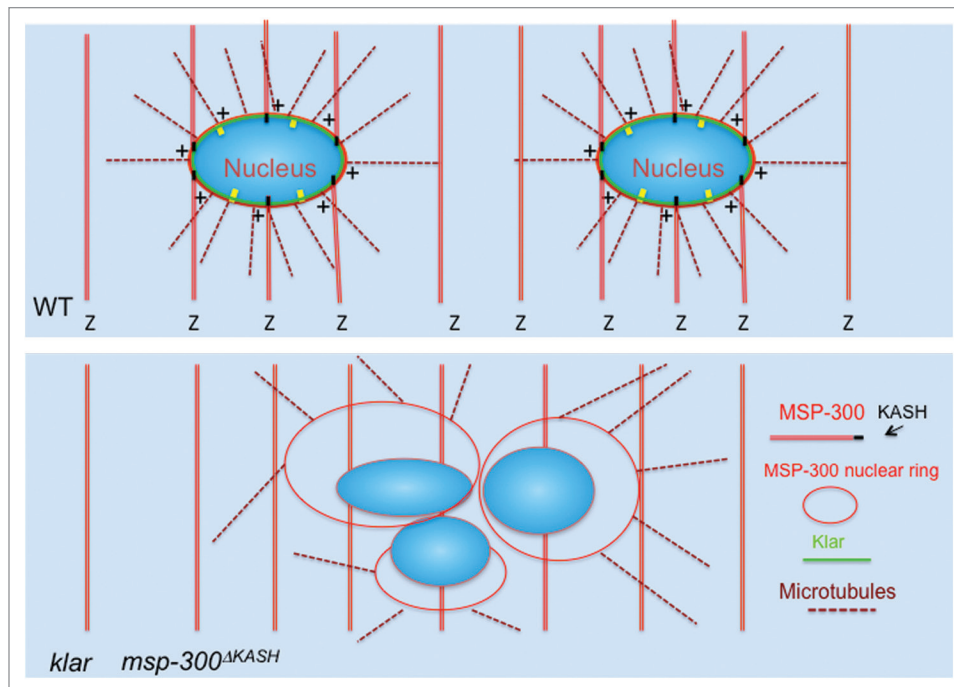 Nucleus Nucleus
+ + + + + + + + + + + + + + + +
WT
Z Z Z Z Z Z Z Z Z Z
MSP-300 KASH
MSP-300 nuclear ring
Klar
Microtubules
klar msp-300ΔKASH